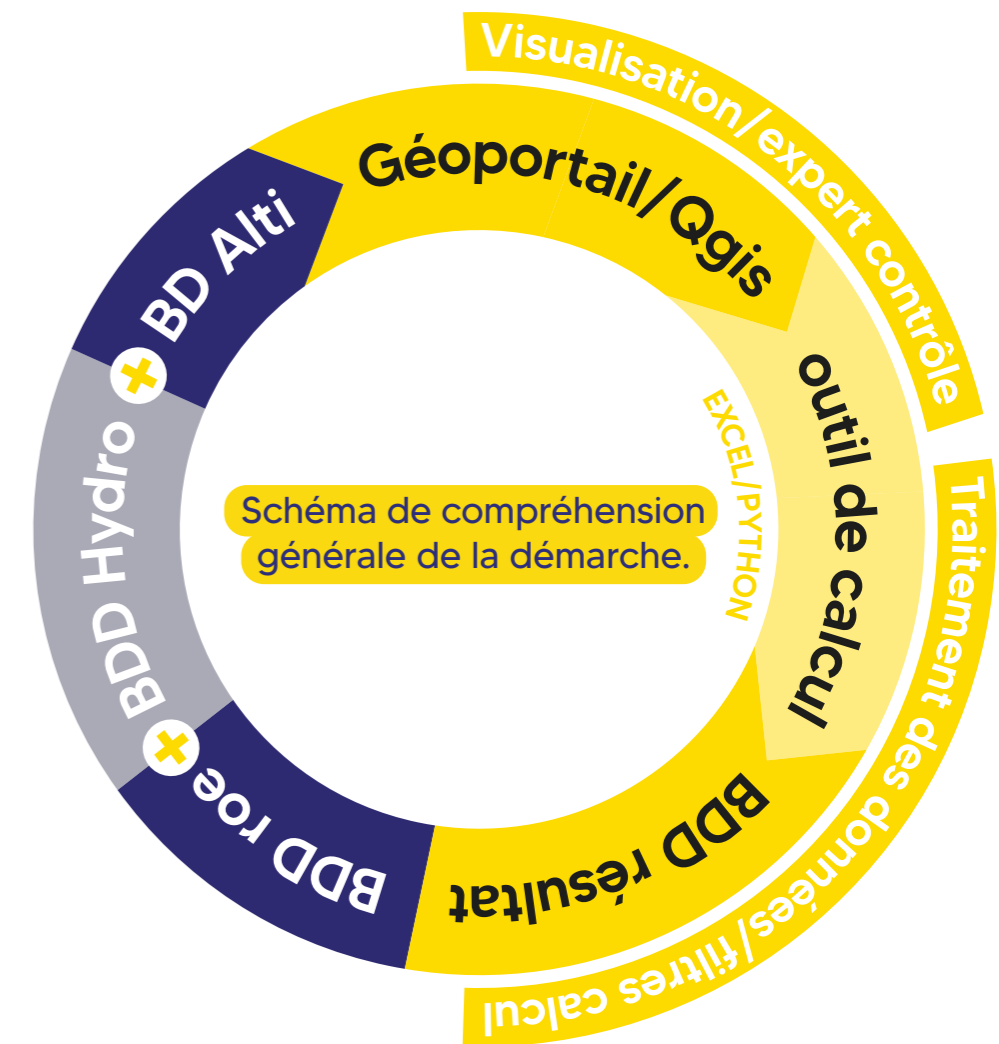 Visualisation/expert contrôle
Géoportail/Qgis
BD Alti
+
BDD Hydro
+
BDD roe
outil de calcul
EXCEL/PYTHON
Schéma de compréhension
générale de la démarche.
BDD résultat
Traitement des données/filtres calcul